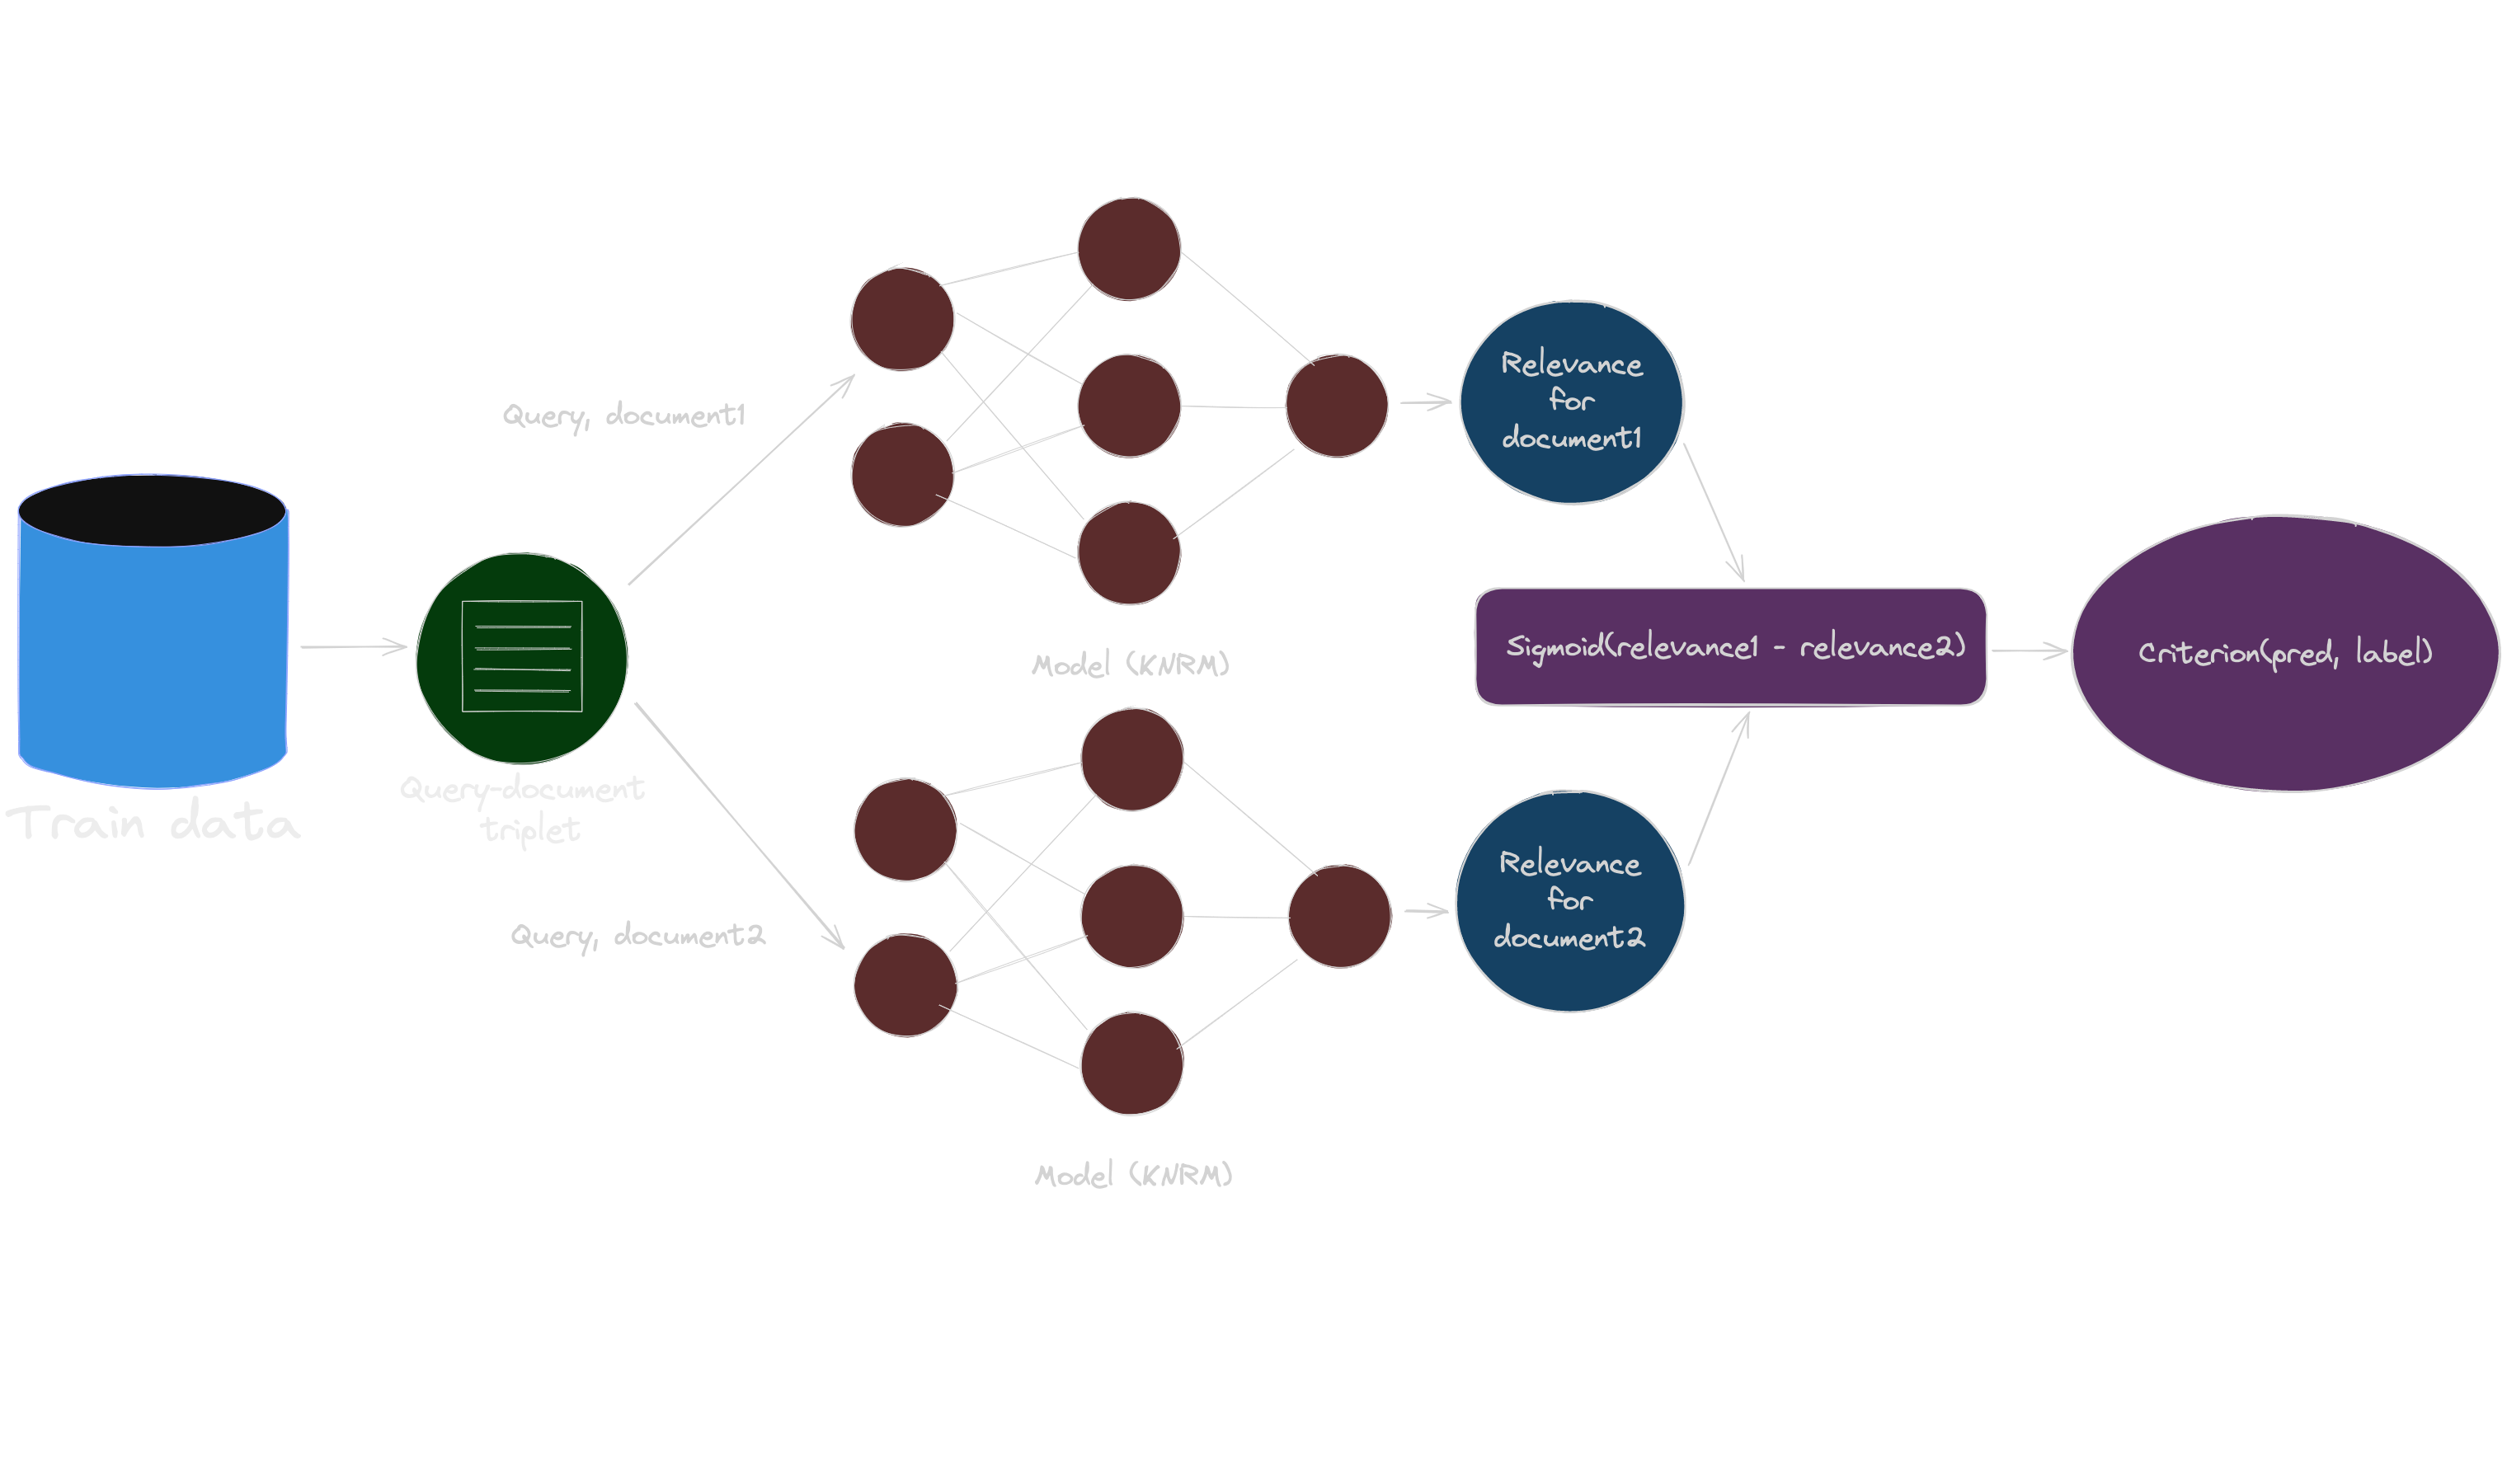 Train data
Query-document
triplet
Query, document1
Query, document2
Model (KNRM)
Model (KNRM)
Relevance
for
document1
Relevance
for
document2
Sigmoid(relevance1 - relevance2)
Criterion(pred, label)